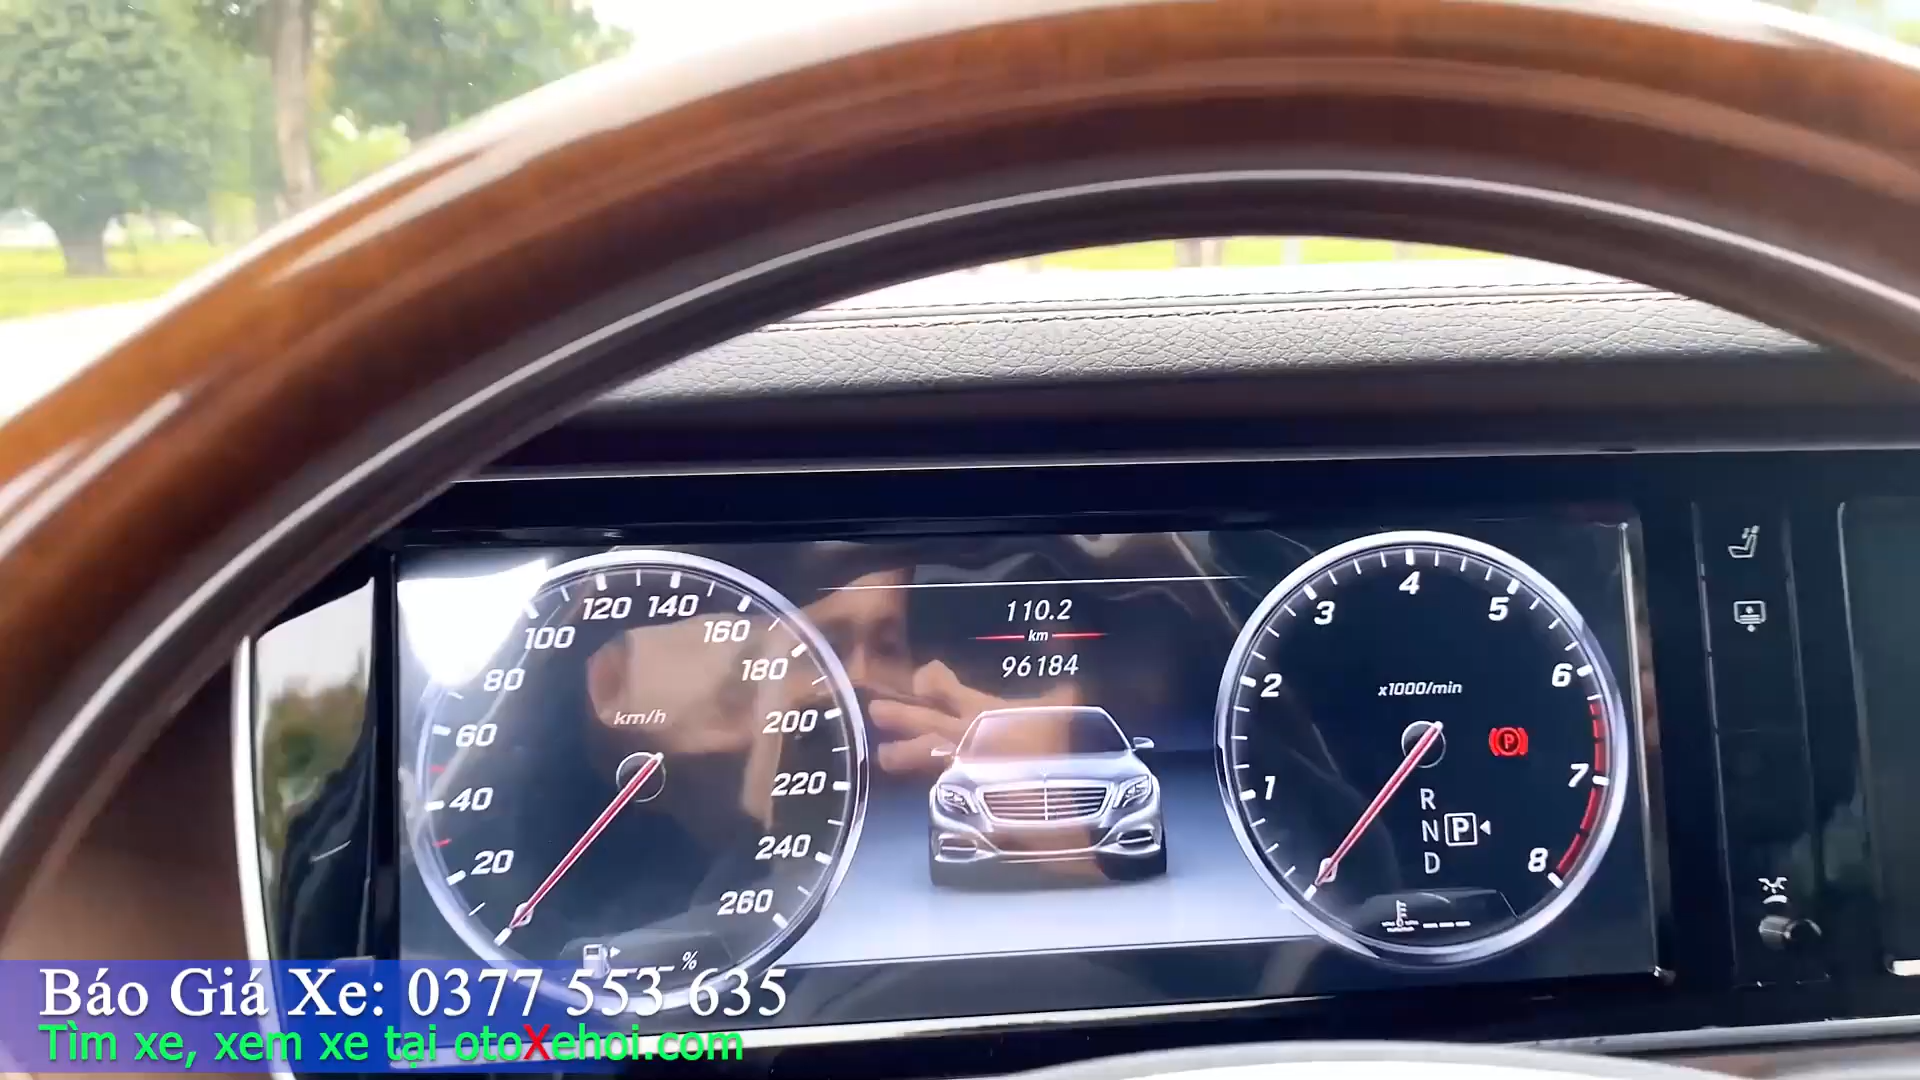 110.2
km
96184
120 140
100
160
80
180
km/h
60
200
40
220
20
240
260
%
4
3
5
2
6
x1000/min
P
1
7
R
N P
D
8
Báo Giá Xe: 0377 553 635
Tìm xe, xem xe tại otoXehoi.com